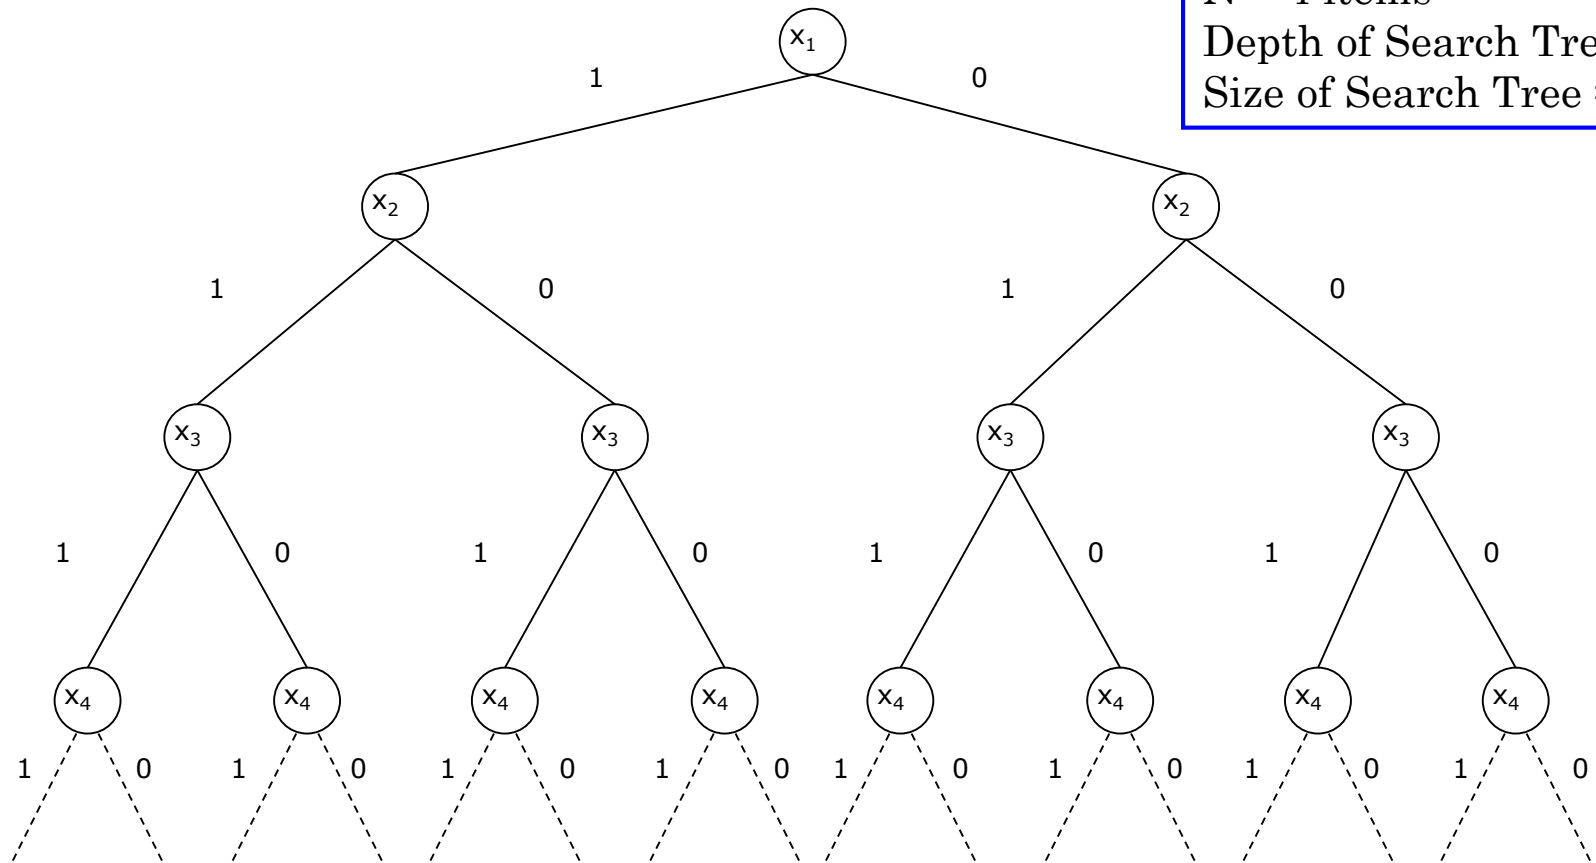 x₁
Depth of Search Tre
Size of Search Tree
1 0
x₂ x₂
1 0 1 0
x₃ x₃ x₃ x₃
1 0 1 0 1 0 1 0
x₄ x₄ x₄ x₄ x₄ x₄ x₄ x₄
1 0 1 0 1 0 1 0 1 0 1 0 1 0 1 0